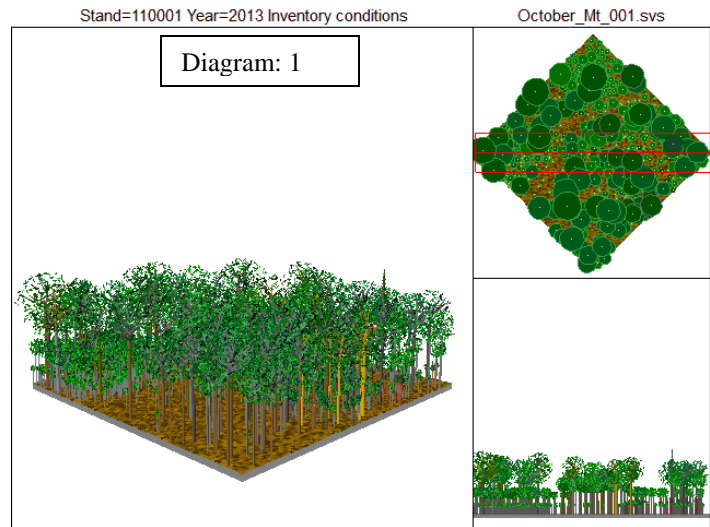 Stand=110001 Year=2013 Inventory conditions
October_Mt_001.svs
Diagram: 1